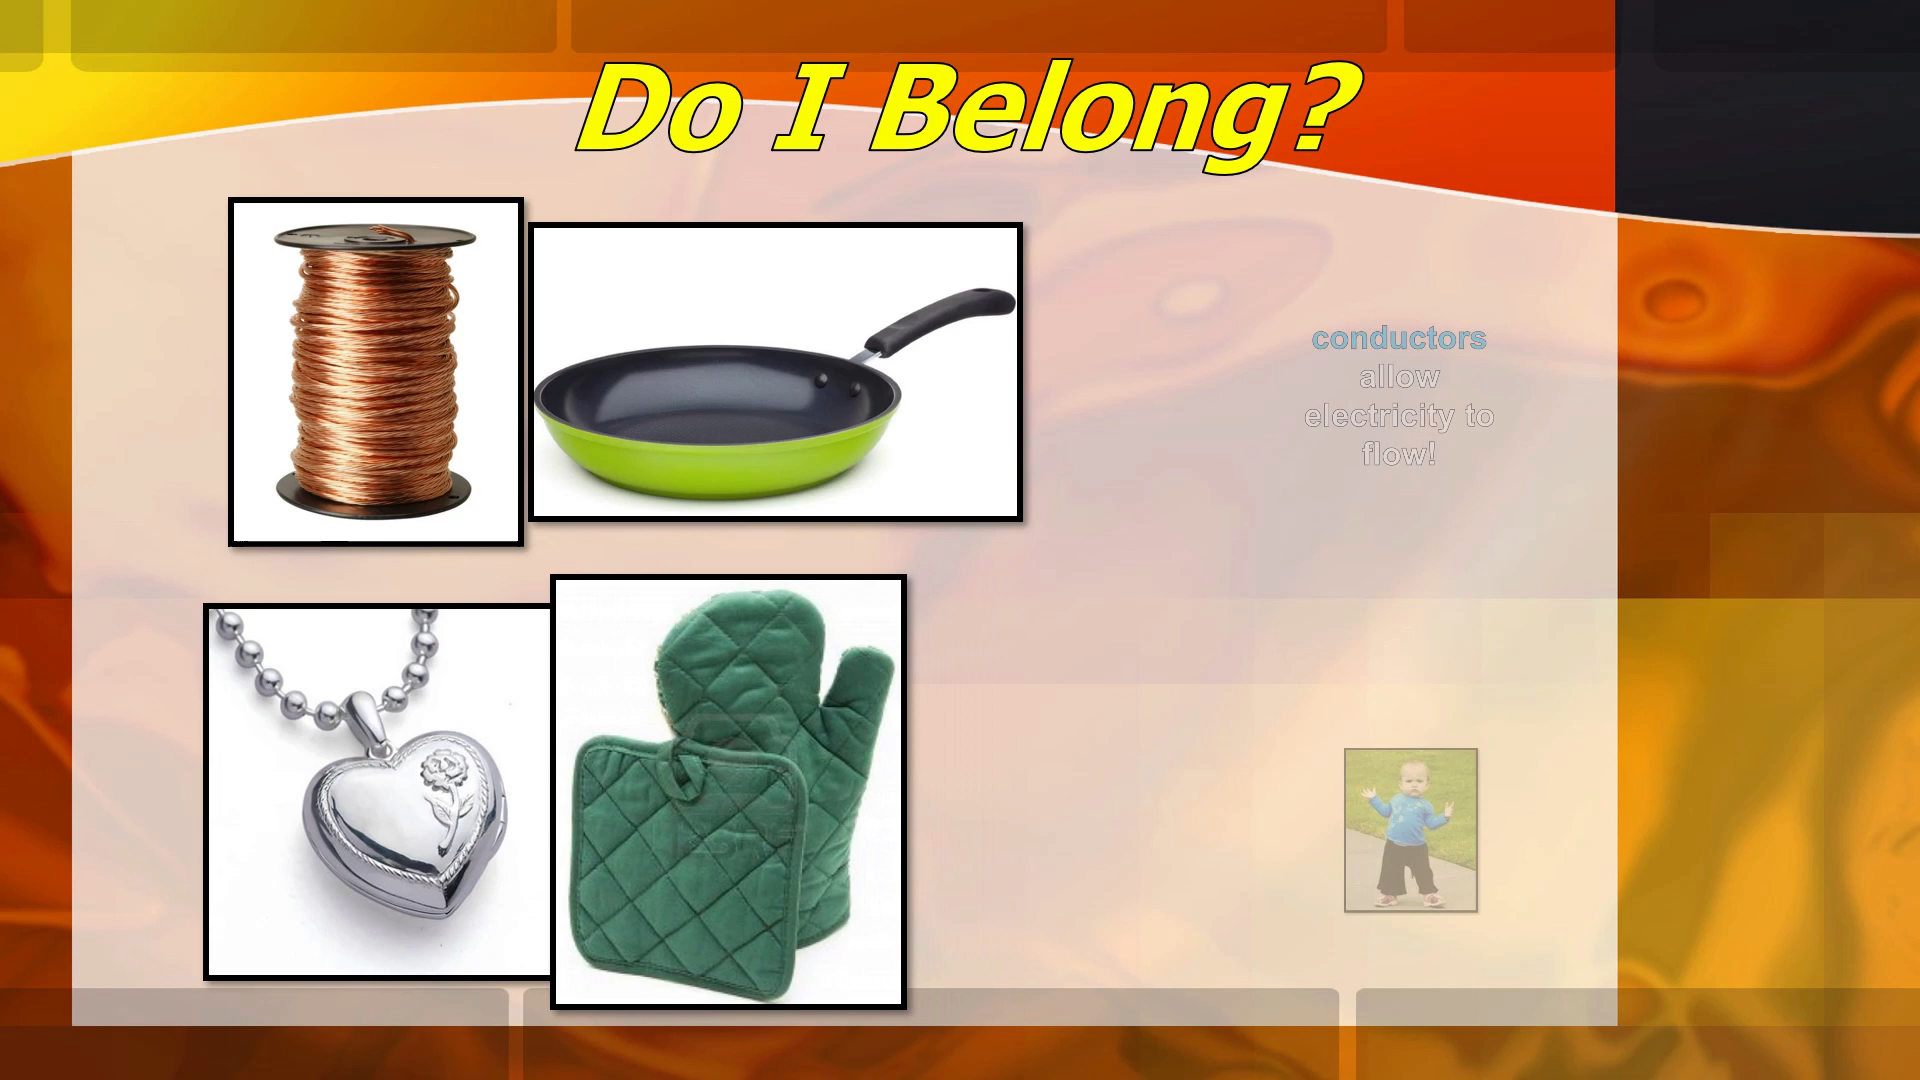 Do I Belong?
conductors
allow
electricity to
flow!